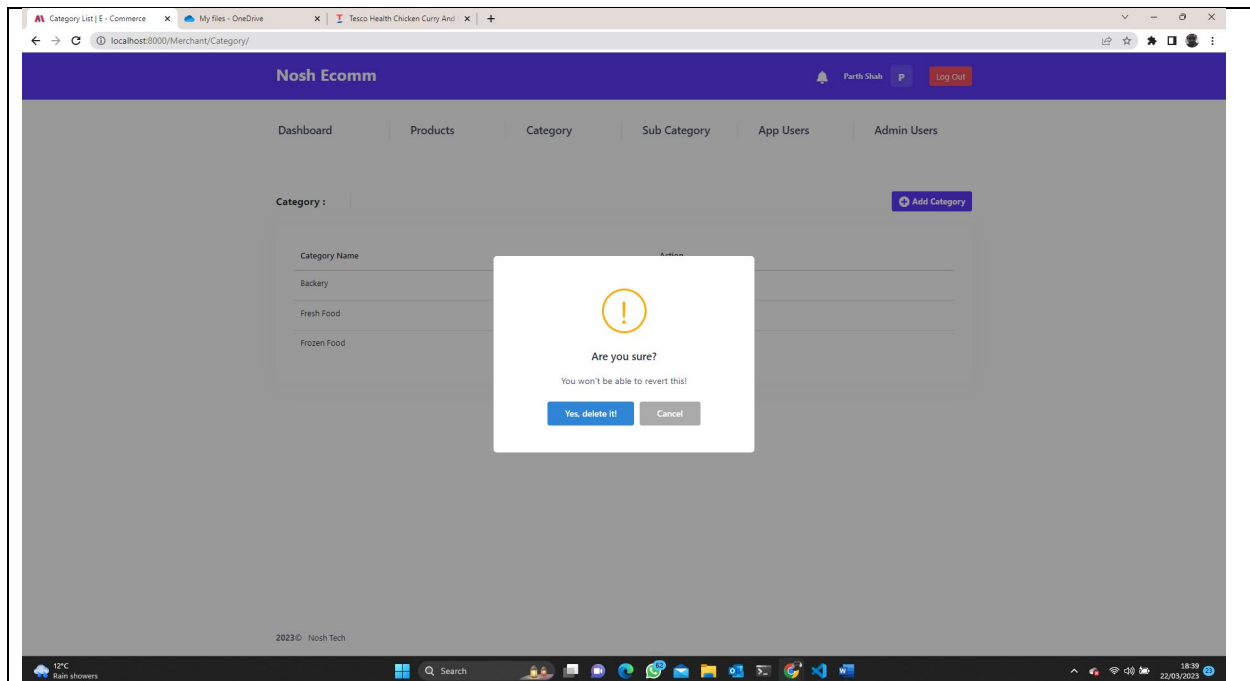 Category List | E - Commerce
My files - OneDrive
Tesco Health Chicken Curry And
localhost:8000/Merchant/Category/
Nosh Ecomm
Parth Shah P Log Out
Dashboard Products Category Sub Category App Users Admin Users
Category :
Add Category
Category Name Action
Backery
Fresh Food
Frozen Food
!
Are you sure?
You won't be able to revert this!
Yes, delete it! Cancel
2023© Nosh Tech
12°C
Rain showers
Search
62
18:39
22/03/2023